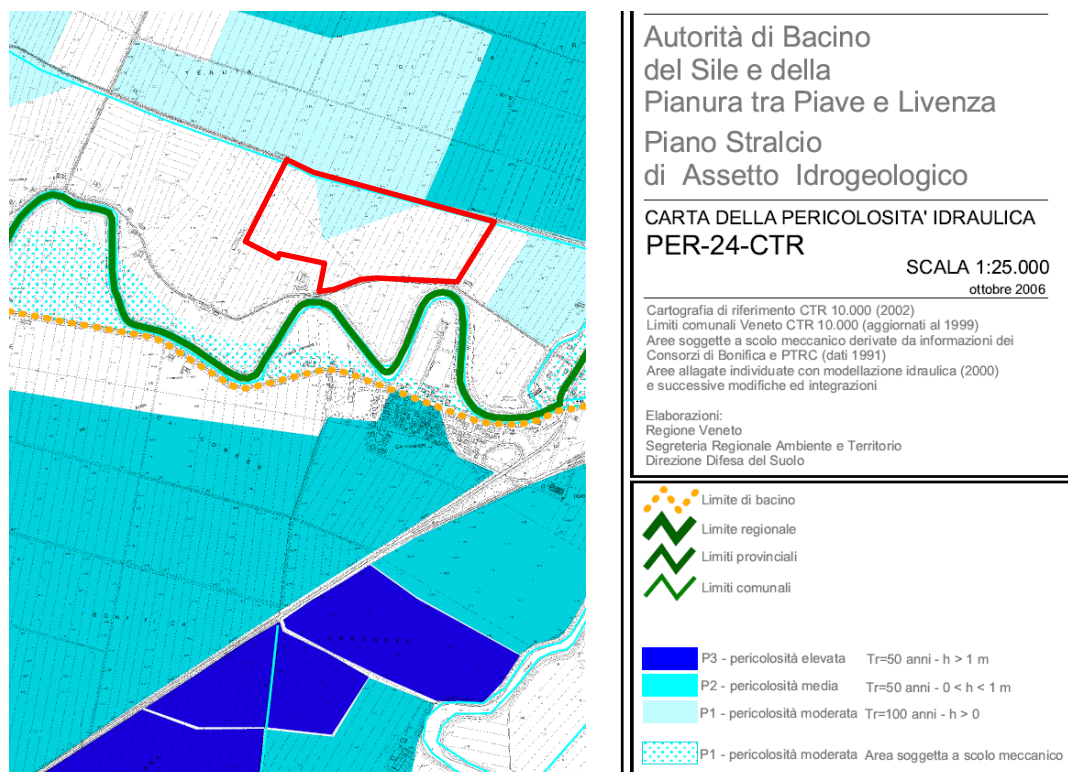 Autorità di Bacino
del Sile e della
Pianura tra Piave e Livenza
Piano Stralcio
di Assetto Idrogeologico
CARTA DELLA PERICOLOSITA' IDRAULICA
PER-24-CTR
SCALA 1:25.000
ottobre 2006
Cartografia di riferimento CTR 10.000 (2002)
Limiti comunali Veneto CTR 10.000 (aggiornati al 1999)
Aree soggette a scolo meccanico derivate da informazioni dei
Consorzi di Bonifica e PTRC (dati 1991)
Aree allagate individuate con modellazione idraulica (2000)
e successive modifiche ed integrazioni
Elaborazioni:
Regione Veneto
Segreteria Regionale Ambiente e Territorio
Direzione Difesa del Suolo
Limite di bacino
Limite regionale
Limiti provinciali
Limiti comunali
P3 - pericolosità elevata Tr=50 anni - h > 1 m
P2 - pericolosità media Tr=50 anni - 0 < h < 1 m
P1 - pericolosità moderata Tr=100 anni - h > 0
P1 - pericolosità moderata Area soggetta a scolo meccanico